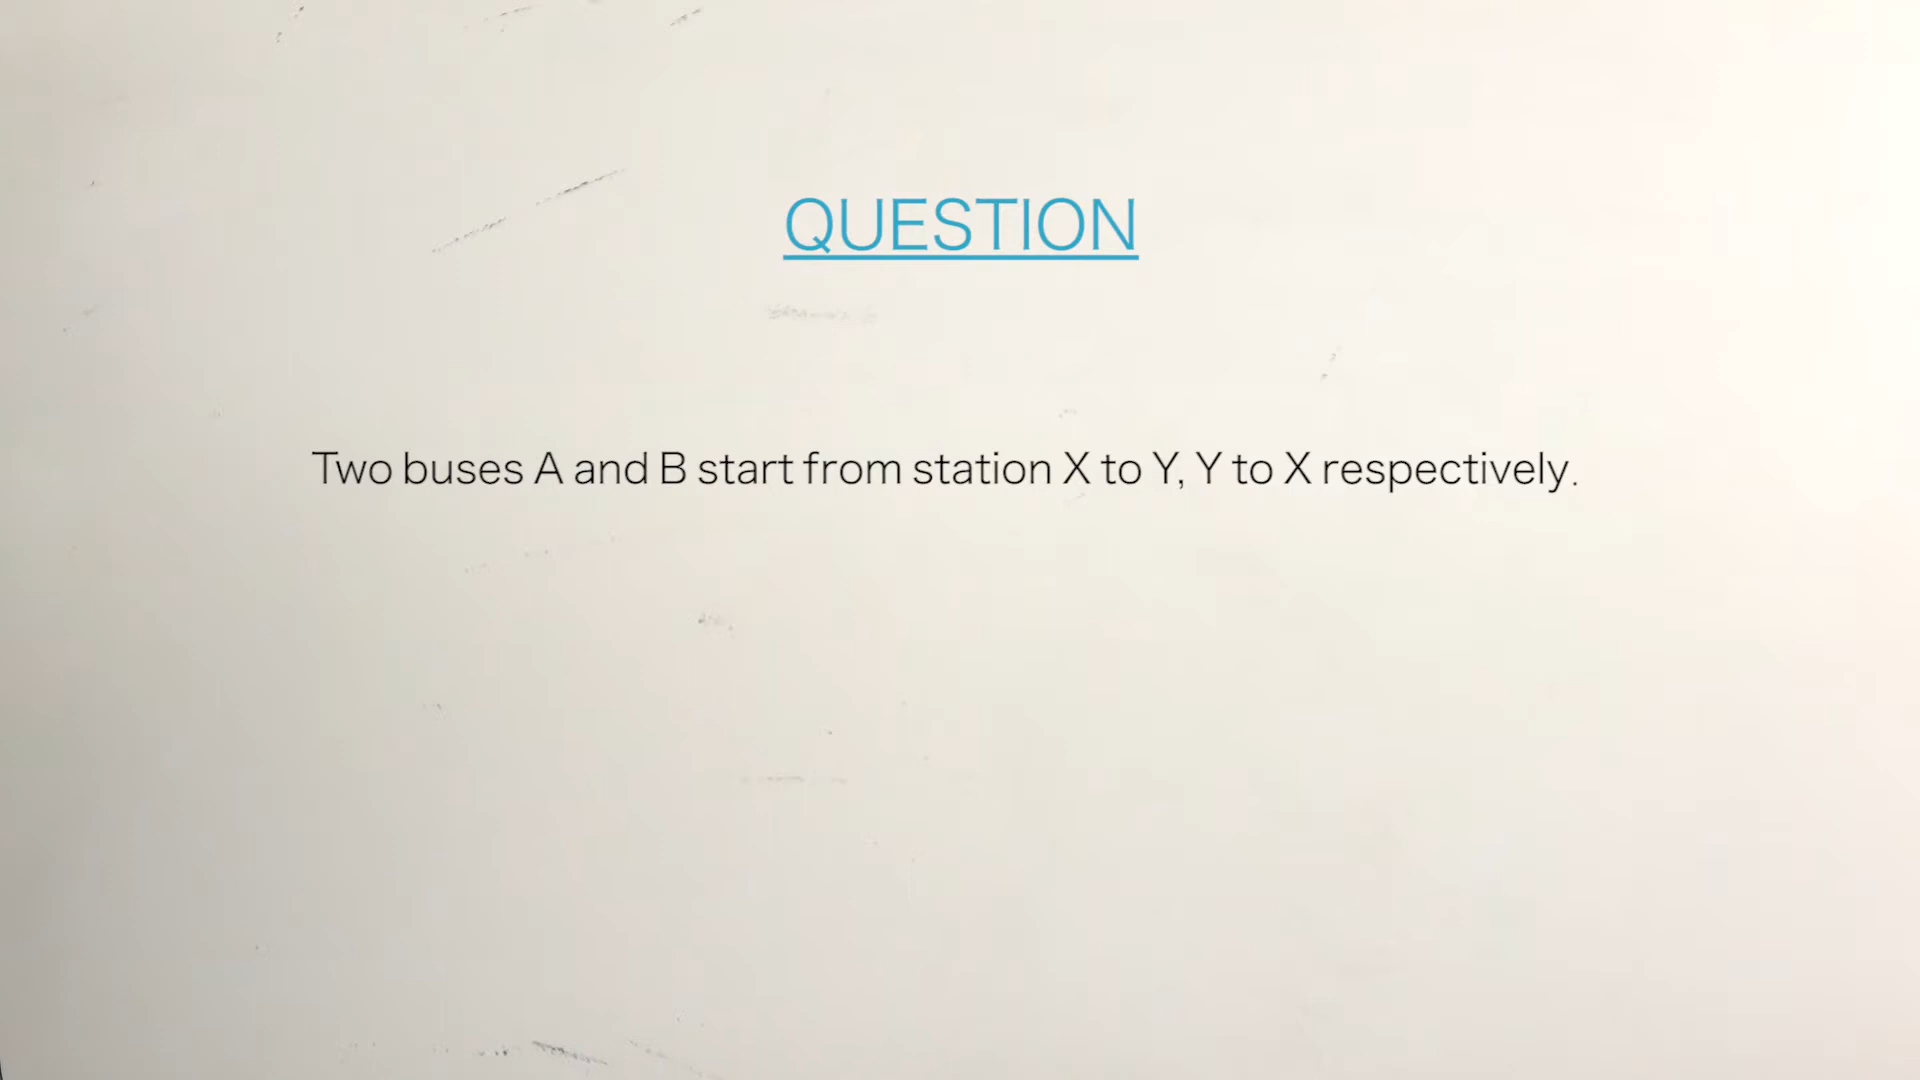 QUESTION
Two buses A and B start from station X to Y, Y to X respectively.